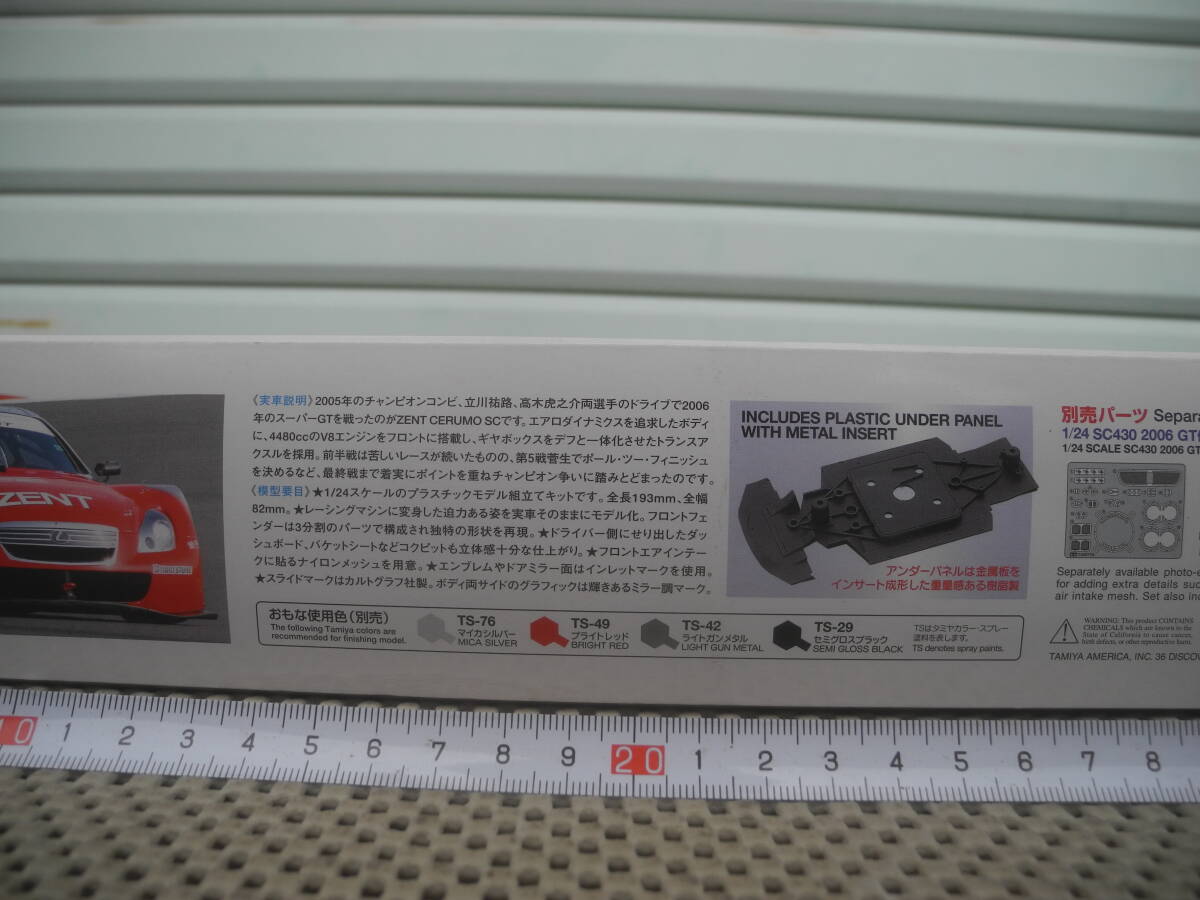 ZENT
《実車説明》2005年のチャンピオンコンビ、立川祐路、高木虎之介両選手のドライブで2006
年のスーパーGTを戦ったのがZENT CERUMO SCです。エアロダイナミクスを追求したボディ
に、4480ccのV8エンジンをフロントに搭載し、ギヤボックスをデフと一体化させたトランスア
クスルを採用。前半戦は苦しいレースが続いたものの、第5戦菅生でポール・ツー・フィニッシュ
を決めるなど、最終戦まで着実にポイントを重ねチャンピオン争いに踏みとどまったのです。
《模型要目》★1/24スケールのプラスチックモデル組立てキットです。全長193mm、全幅
82mm。★レーシングマシンに変身した迫力ある姿を実車そのままにモデル化。フロントフェ
ンダーは3分割のパーツで構成され独特の形状を再現。★ドライバー側にせり出したダッ
シュボード、バケットシートなどコクピットも立体感十分な仕上がり。★フロントエアインテー
クに貼るナイロンメッシュを用意。★エンブレムやドアミラー面はインレットマークを使用。
★スライドマークはカルトグラフ社製。ボディ両サイドのグラフィックは輝きあるミラー調マーク。
おもな使用色(別売)
The following Tamiya colors are
recommended for finishing model.
TS-76
マイカシルバー
MICA SILVER
TS-49
ブライトレッド
BRIGHT RED
TS-42
ライトガンメタル
LIGHT GUN METAL
TS-29
セミグロスブラック
SEMI GLOSS BLACK
TSはタミヤカラー・スプレー
塗料を表します。
TS denotes spray paints.
INCLUDES PLASTIC UNDER PANEL
WITH METAL INSERT
アンダーパネルは金属板を
インサート成形した重量感ある樹脂製
別売パーツ Separa
1/24 SC430 2006 GT
1/24 SCALE SC430 2006 GT
Separately available photo-e
for adding extra details suc
air intake mesh. Set also inc
WARNING: This product CONTAINS
CHEMICALS which are known to the
State of California to cause cancer,
birth defects, or other reproductive harm.
TAMIYA AMERICA, INC. 36 DISCOV
0 1 2 3 4 5 6 7 8 9 20 1 2 3 4 5 6 7 8